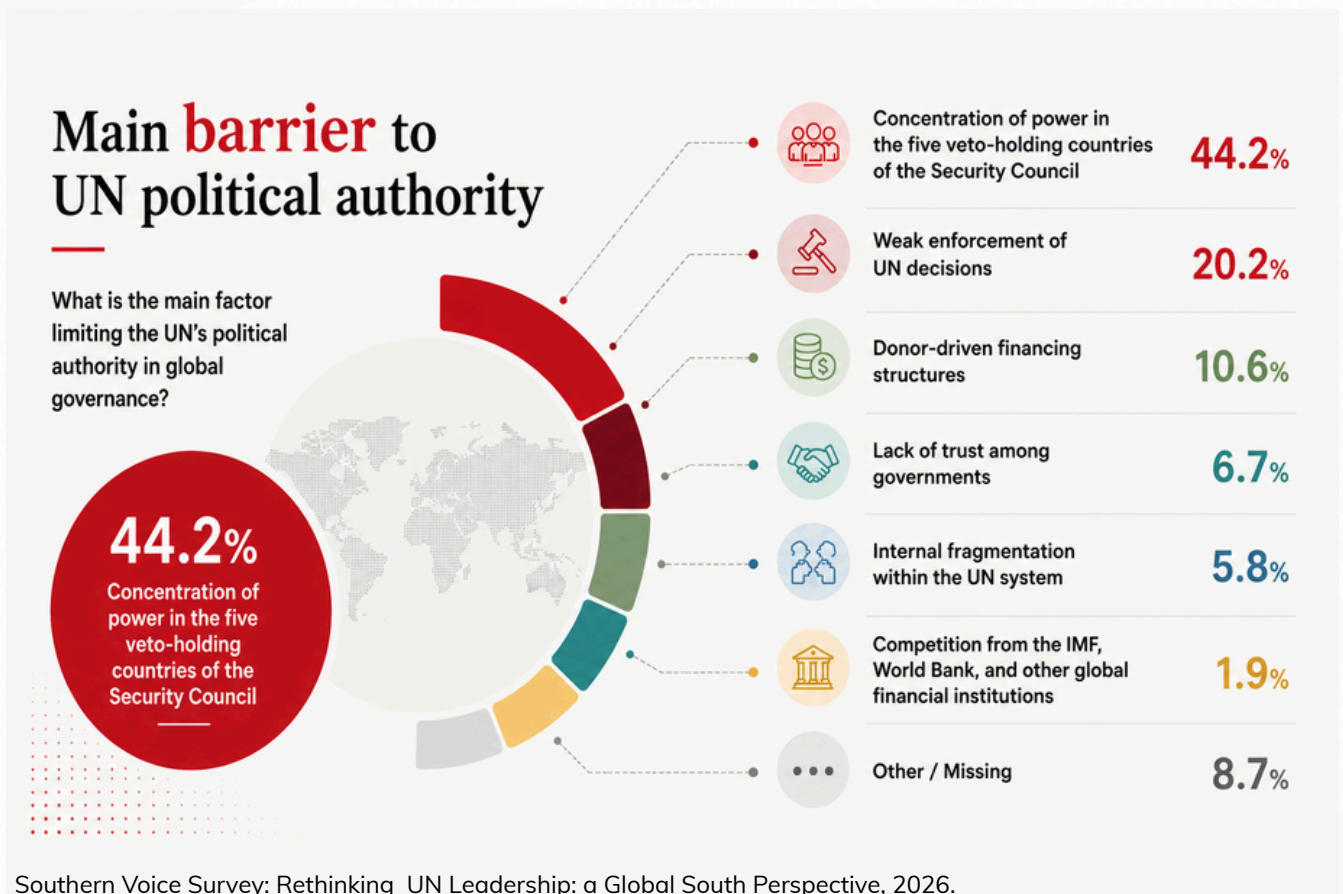 Main barrier to
UN political authority
What is the main factor
limiting the UN's political
authority in global
governance?
44.2%
Concentration of
power in the five
veto-holding
countries of the
Security Council
Concentration of power in
the five veto-holding countries
of the Security Council
44.2%
Weak enforcement of
UN decisions
20.2%
Donor-driven financing
structures
10.6%
Lack of trust among
governments
6.7%
Internal fragmentation
within the UN system
5.8%
Competition from the IMF,
World Bank, and other global
financial institutions
1.9%
Other / Missing
8.7%
Southern Voice Survey: Rethinking UN Leadership: a Global South Perspective, 2026.